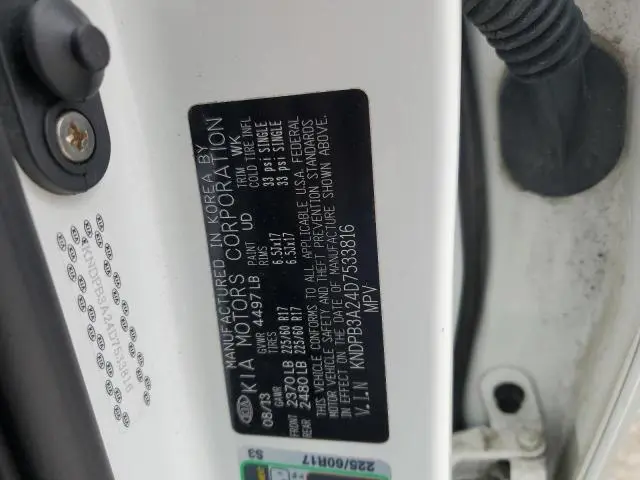 MANUFACTURED IN KOREA BY
KIA KIA MOTORS CORPORATION
08/13 GVWR 4497LB PAINT UD TRIM WK
GAWR TIRES RIMS COLD TIRE INFL
FRONT 2370LB 225/60 R17 6.5Jx17 33 psi SINGLE
REAR 2480LB 225/60 R17 6.5Jx17 33 psi SINGLE
THIS VEHICLE CONFORMS TO ALL APPLICABLE U.S.A. FEDERAL
MOTOR VEHICLE SAFETY AND THEFT PREVENTION STANDARDS
IN EFFECT ON THE DATE OF MANUFACTURE SHOWN ABOVE.
V.I.N KNDPB3A24D7533816
MPV
KNDPB3A24D7533816
225/60R17
S3